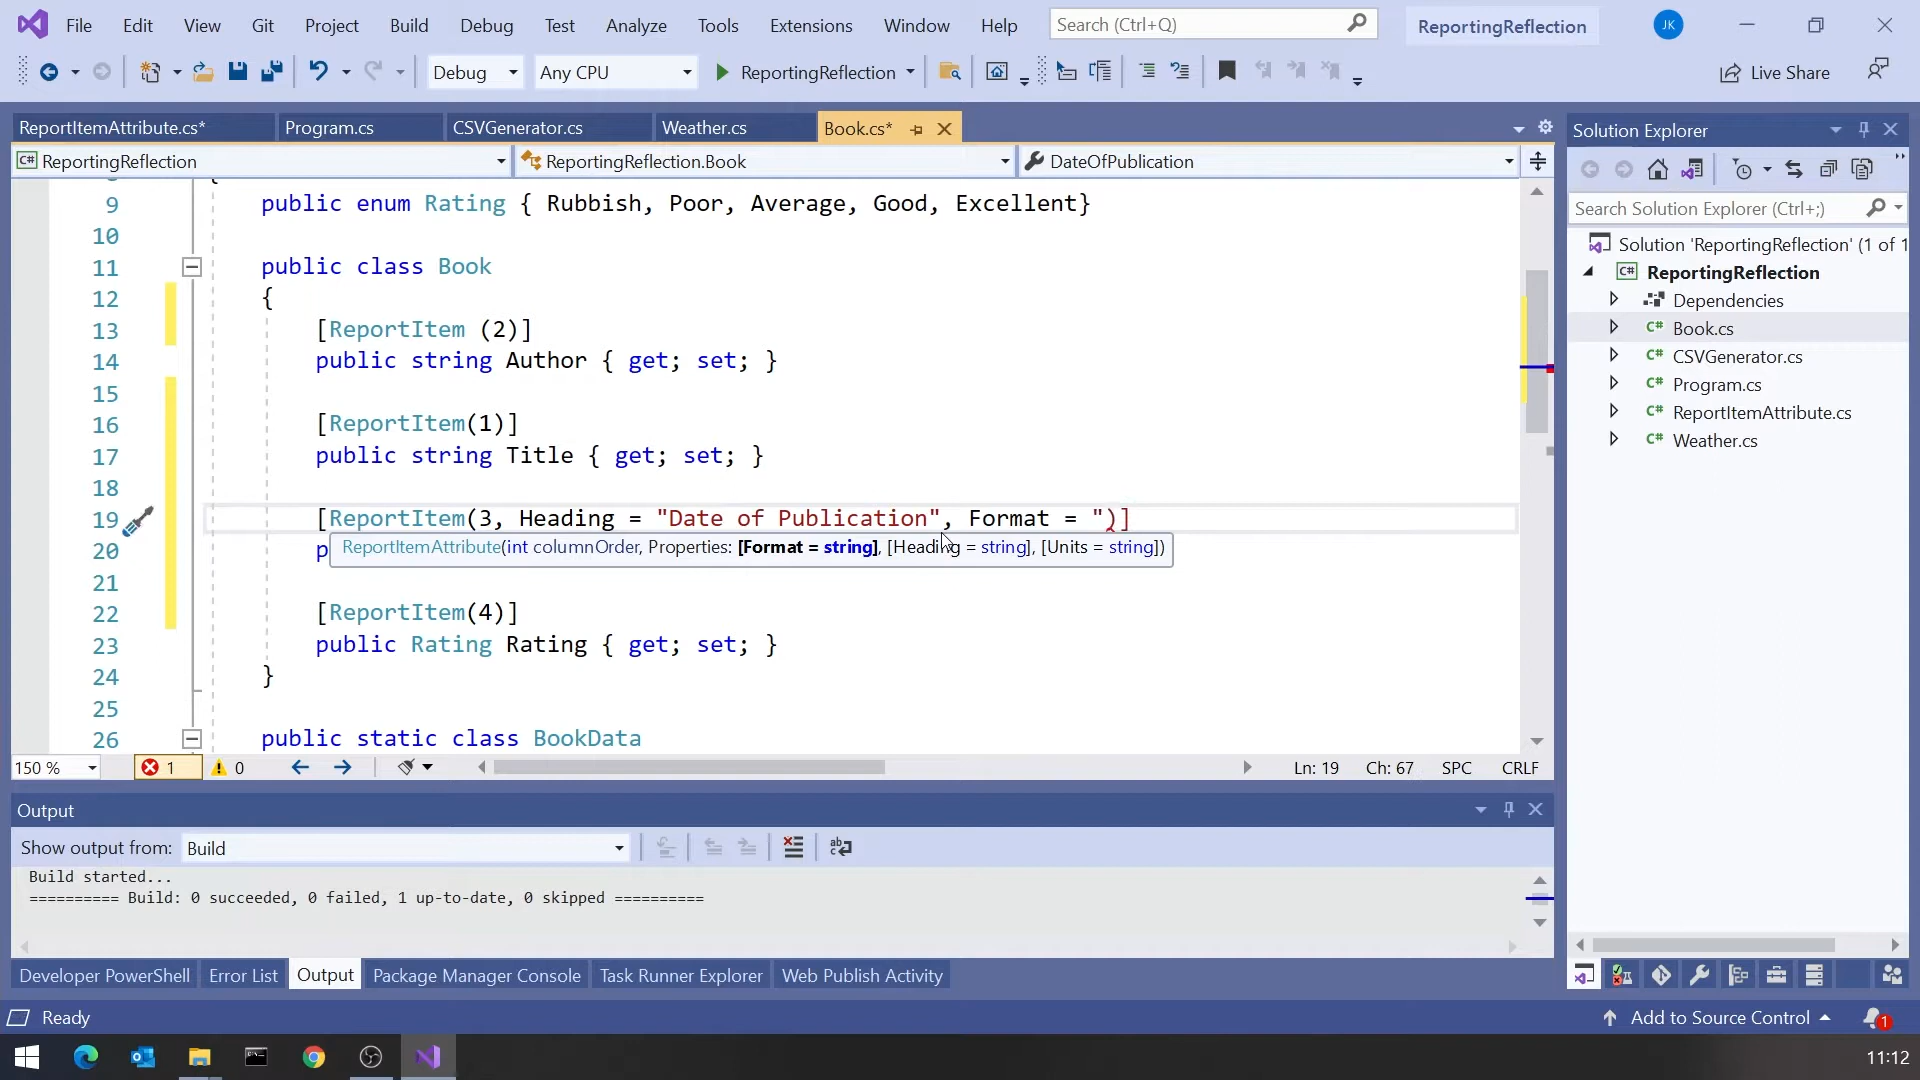 File Edit View Git Project Build Debug Test Analyze Tools Extensions Window Help Search (Ctrl+Q) ReportingReflection JK
Debug Any CPU ReportingReflection Live Share
ReportItemAttribute.cs* Program.cs CSVGenerator.cs Weather.cs Book.cs*
C# ReportingReflection ReportingReflection.Book DateOfPublication
9 public enum Rating { Rubbish, Poor, Average, Good, Excellent}
10
11 public class Book
12 {
13 [ReportItem (2)]
14 public string Author { get; set; }
15
16 [ReportItem(1)]
17 public string Title { get; set; }
18
19 [ReportItem(3, Heading = "Date of Publication", Format = ")]
20 p ReportItemAttribute(int columnOrder, Properties: [Format = string], [Heading = string], [Units = string])
21
22 [ReportItem(4)]
23 public Rating Rating { get; set; }
24 }
25
26 public static class BookData
150 % 1 0 Ln: 19 Ch: 67 SPC CRLF
Output
Show output from: Build
Build started...
========== Build: 0 succeeded, 0 failed, 1 up-to-date, 0 skipped ==========
Developer PowerShell Error List Output Package Manager Console Task Runner Explorer Web Publish Activity
Solution Explorer
Search Solution Explorer (Ctrl+;)
Solution 'ReportingReflection' (1 of 1
C# ReportingReflection
Dependencies
C# Book.cs
C# CSVGenerator.cs
C# Program.cs
C# ReportItemAttribute.cs
C# Weather.cs
Ready Add to Source Control 1
11:12